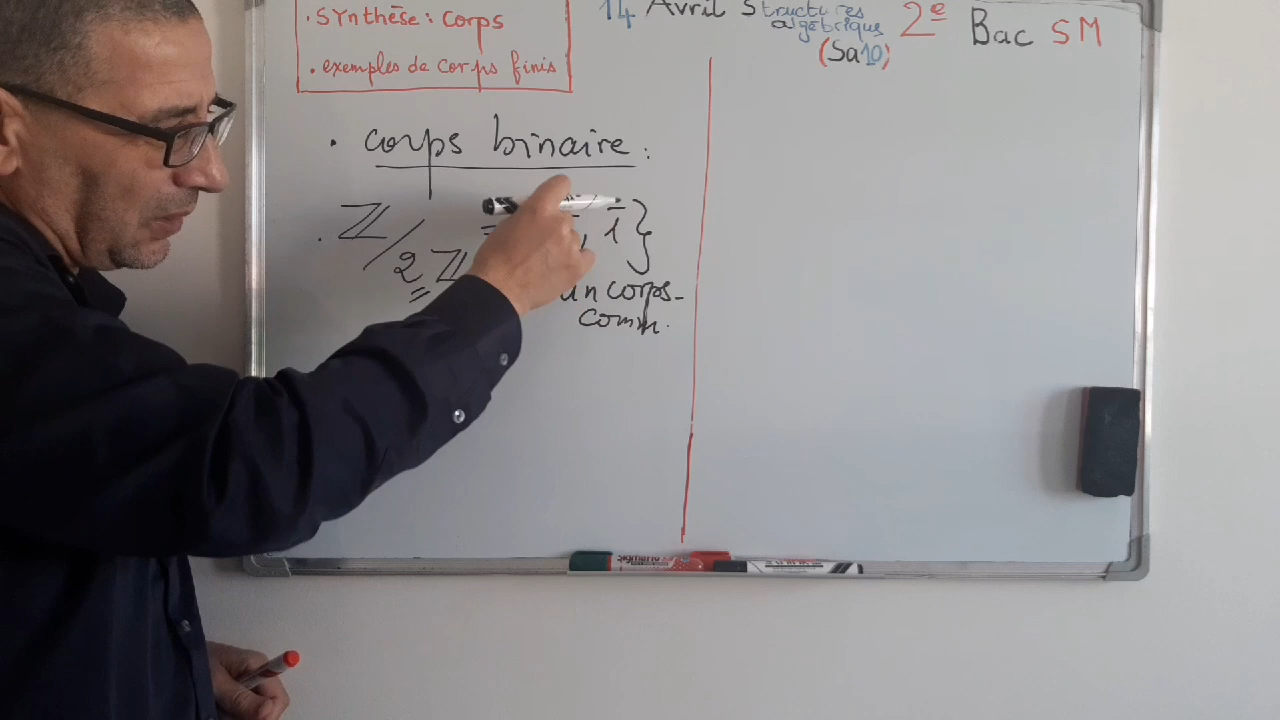 • Synthèse : Corps
• exemples de corps finis
14 Avril Structures
algébrique
(Sa10)
2e Bac SM
• corps binaire :
. ℤ/2ℤ = , 1̄}
un corps
comm.